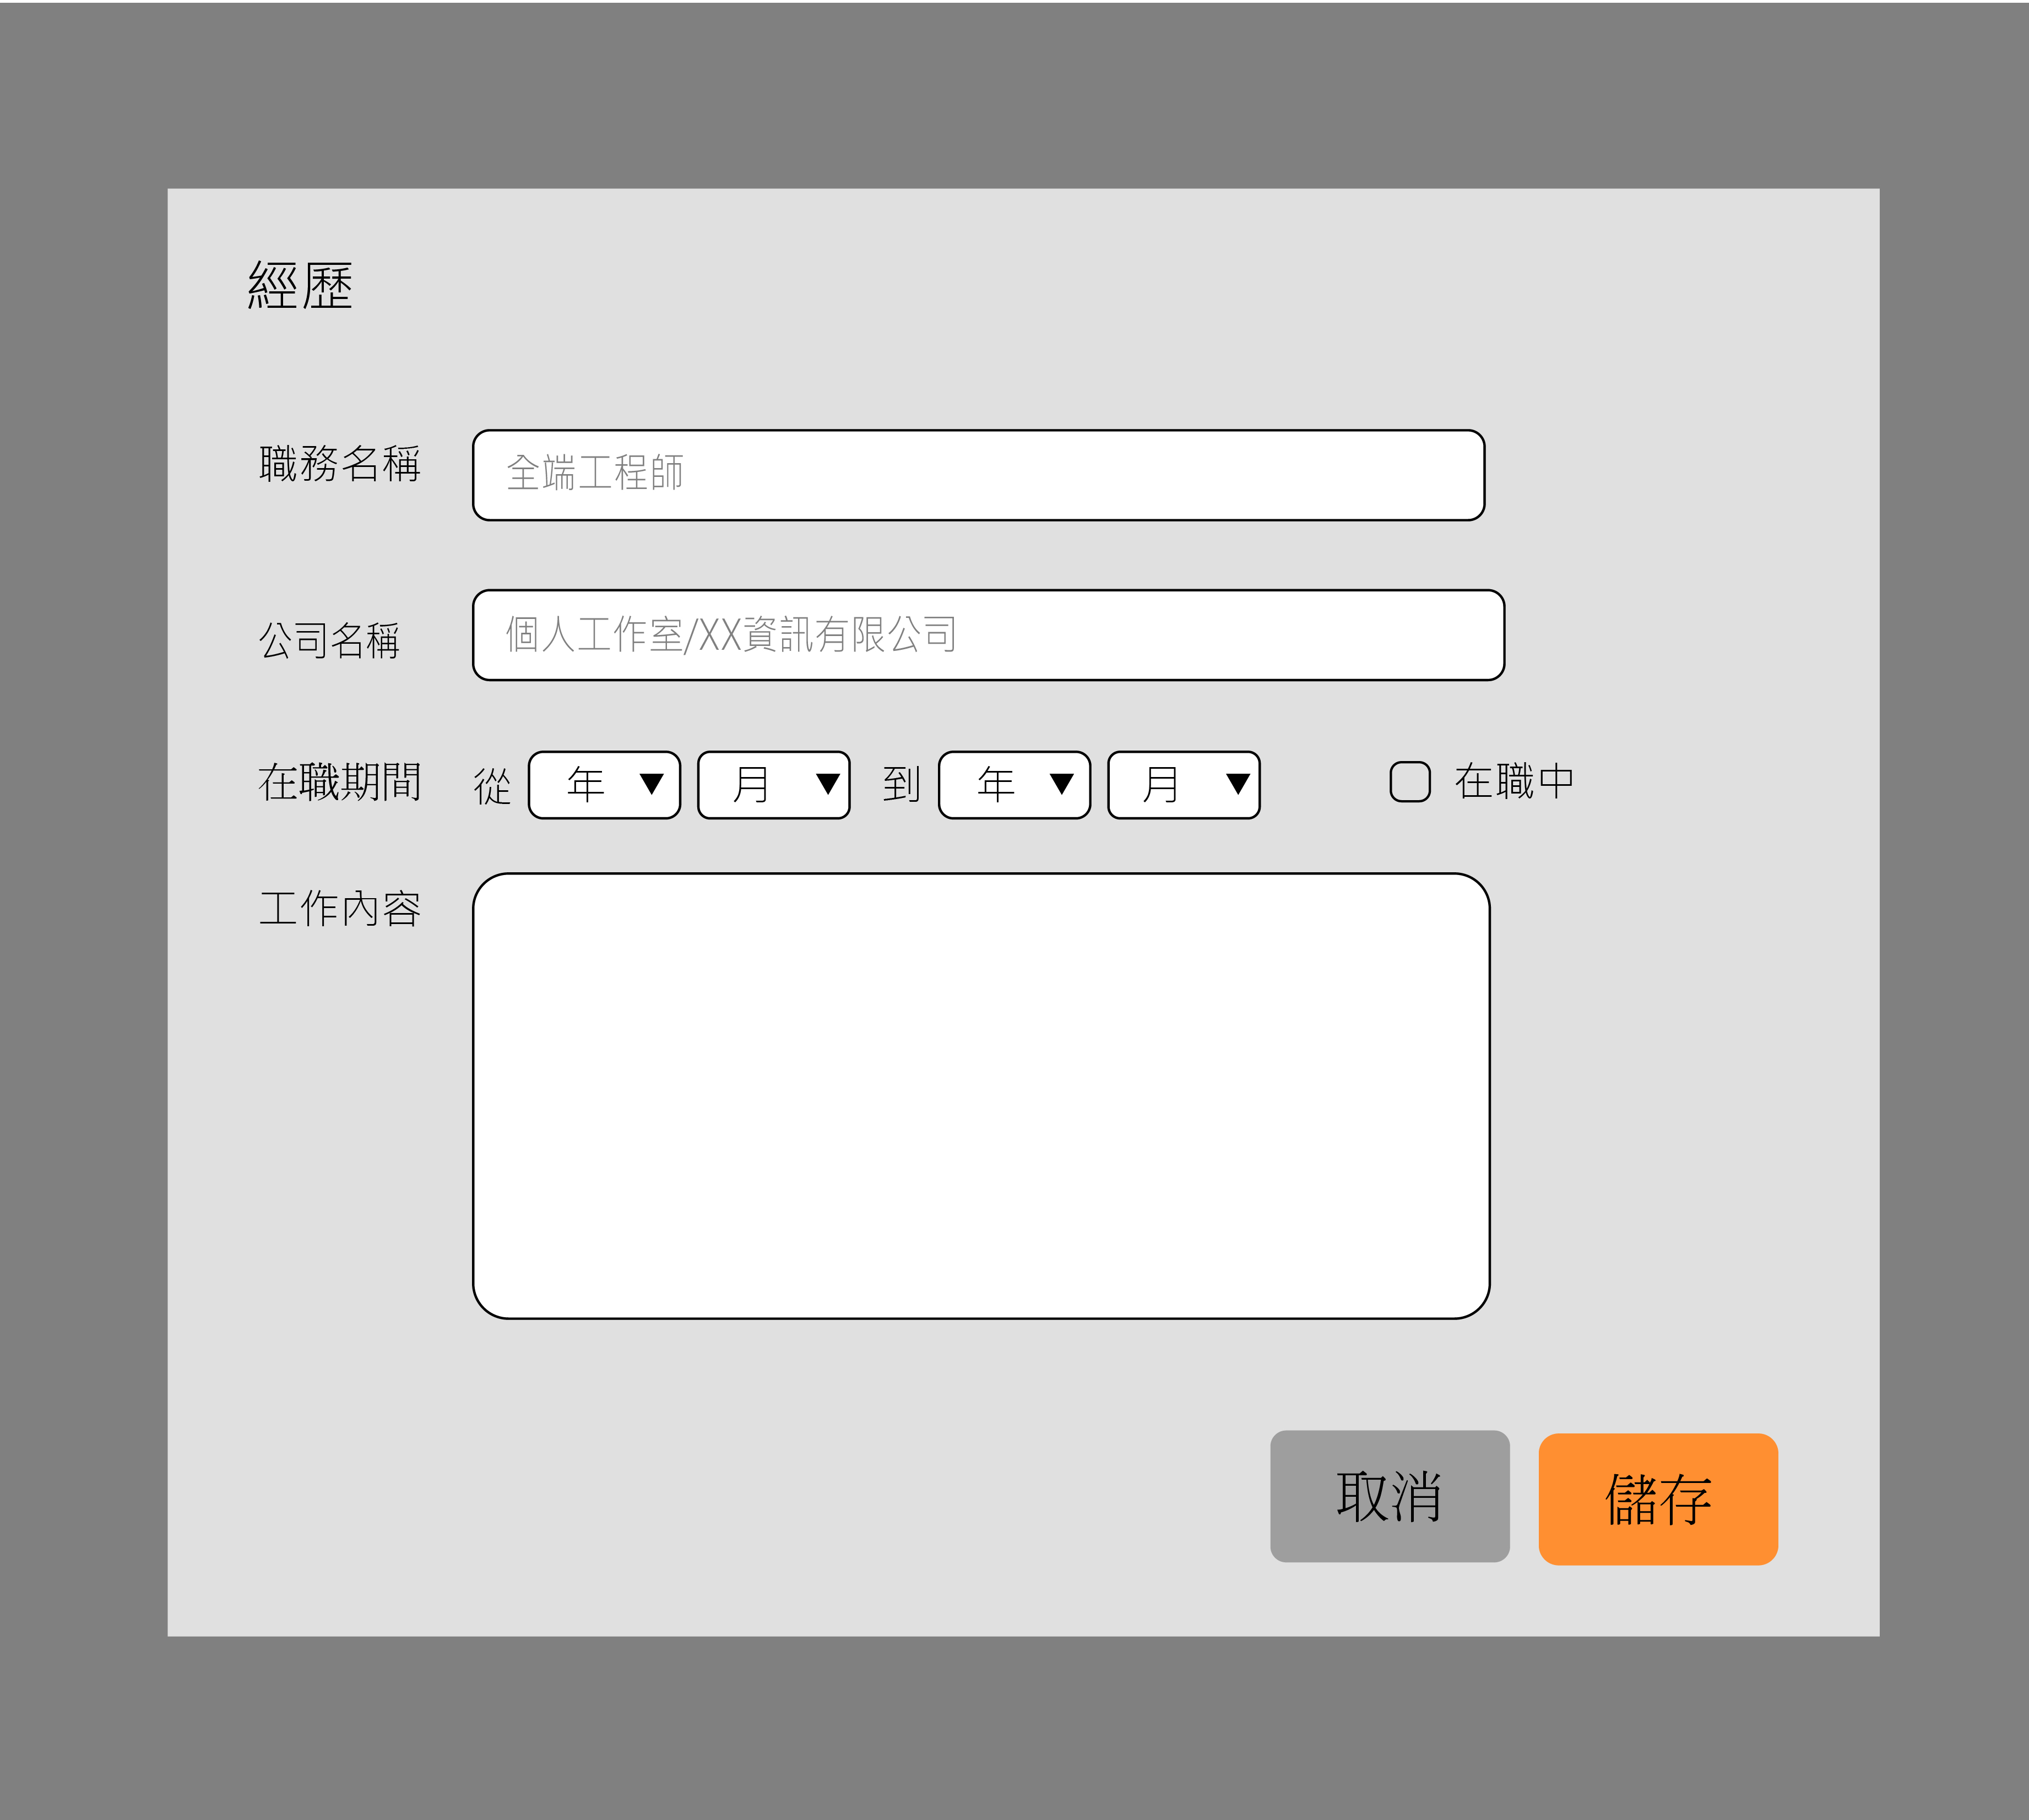 經歷
職務名稱 全端工程師
公司名稱 個人工作室/XX資訊有限公司
在職期間 從 年 月 到 年 月 在職中
工作內容
取消 儲存